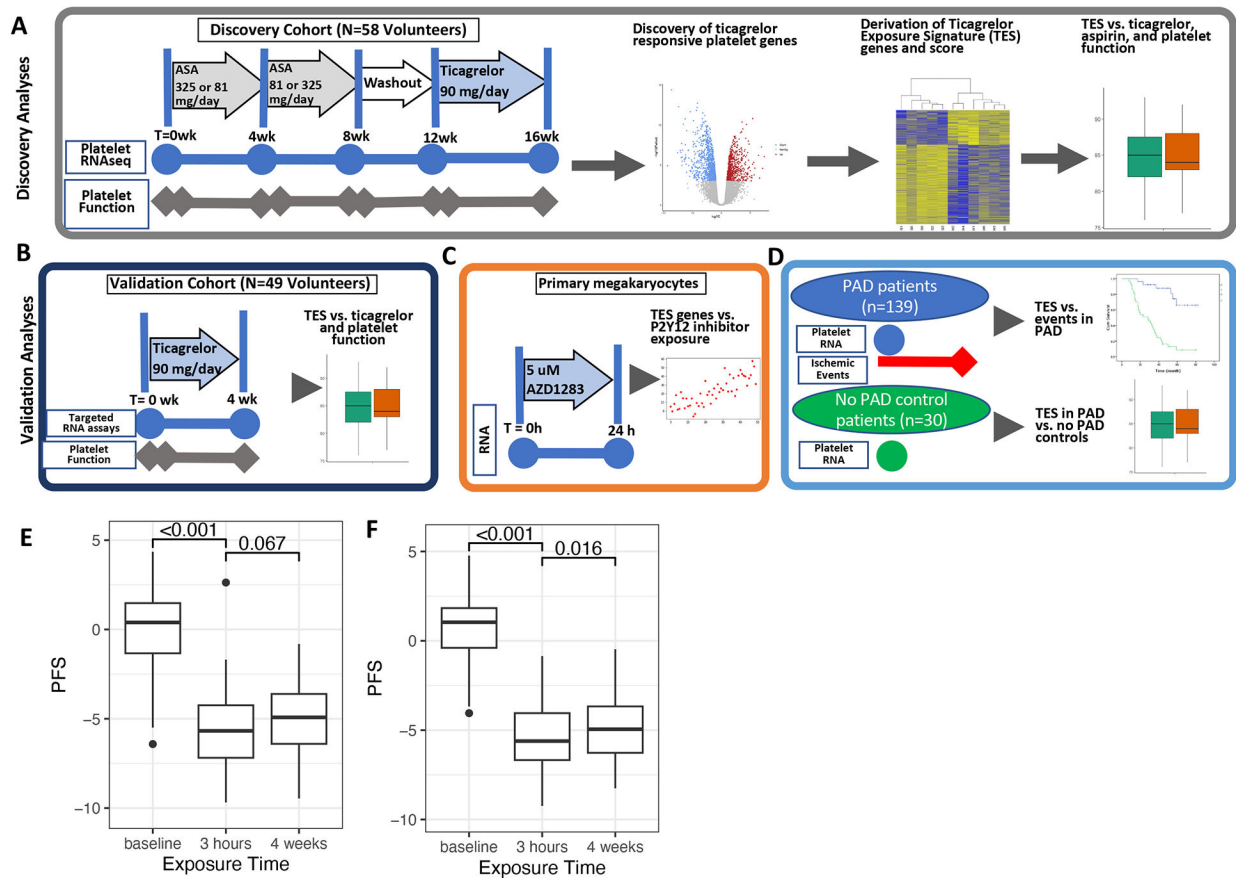 A
Discovery Analyses
Discovery Cohort (N=58 Volunteers)
ASA
325 or 81
mg/day
ASA
81 or 325
mg/day
Washout
Ticagrelor
90 mg/day
T=0wk
4wk
8wk
12wk
16wk
Platelet
RNAseq
Platelet
Function
Discovery of ticagrelor
responsive platelet genes
Derivation of Ticagrelor
Exposure Signature (TES)
genes and score
TES vs. ticagrelor,
aspirin, and platelet
function
90
80
75
Validation Analyses
B
Validation Cohort (N=49 Volunteers)
Ticagrelor
90 mg/day
T= 0 wk
4 wk
Targeted
RNA assays
Platelet
Function
TES vs. ticagrelor
and platelet
function
C
Primary megakaryocytes
5 uM
AZD1283
T = 0h
24 h
RNA
TES genes vs.
P2Y12 inhibitor
exposure
D
PAD patients
(n=139)
Platelet
RNA
Ischemic
Events
TES vs.
events in
PAD
Cum Survival
Time (month)
No PAD control
patients (n=30)
Platelet
RNA
TES in PAD
vs. no PAD
controls
E
<0.001
0.067
5
0
−5
−10
PFS
baseline
3 hours
4 weeks
Exposure Time
F
<0.001
0.016
5
0
−5
−10
PFS
baseline
3 hours
4 weeks
Exposure Time